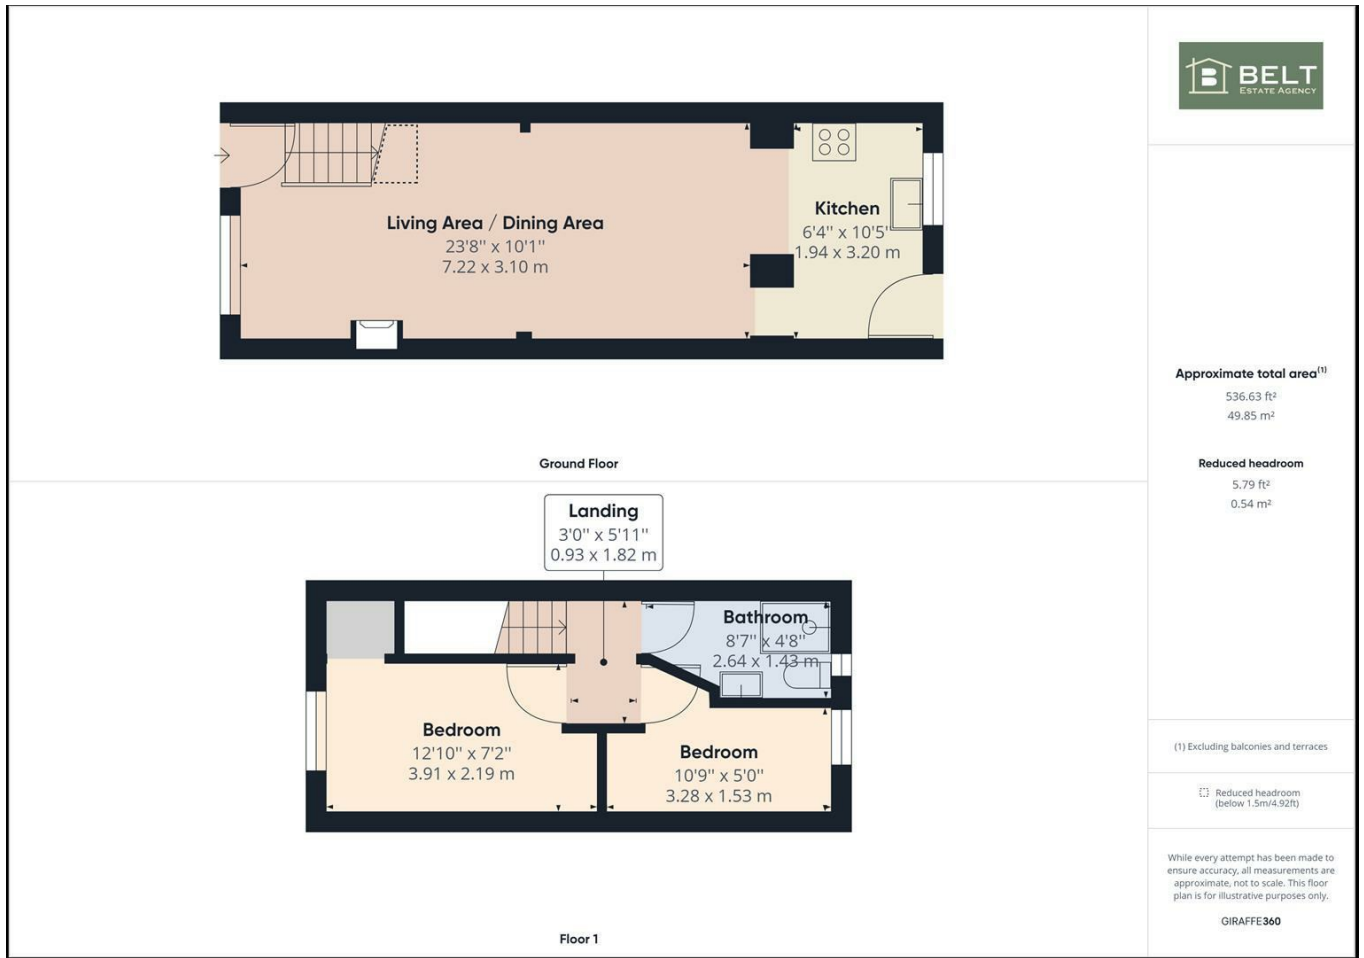 BELT
ESTATE AGENCY
Living Area / Dining Area
23'8" x 10'1"
7.22 x 3.10 m
Kitchen
6'4" x 10'5"
1.94 x 3.20 m
Ground Floor
Approximate total area(1)
536.63 ft²
49.85 m²
Reduced headroom
5.79 ft²
0.54 m²
Landing
3'0" x 5'11"
0.93 x 1.82 m
Bathroom
8'7" x 4'8"
2.64 x 1.43 m
Bedroom
12'10" x 7'2"
3.91 x 2.19 m
Bedroom
10'9" x 5'0"
3.28 x 1.53 m
Floor 1
(1) Excluding balconies and terraces
Reduced headroom
(below 1.5m/4.92ft)
While every attempt has been made to
ensure accuracy, all measurements are
approximate, not to scale. This floor
plan is for illustrative purposes only.
GIRAFFE360